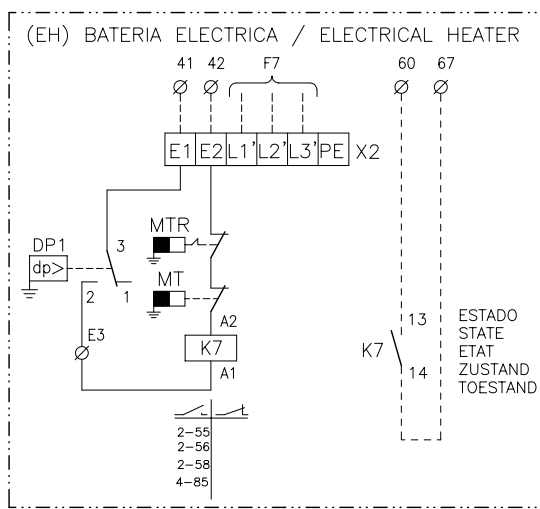 (EH) BATERIA ELECTRICA / ELECTRICAL HEATER
41 42 F7 60 67
E1 E2 L1' L2' L3' PE X2
MTR
DP1 3
dp>
MT
2 1
E3
A2
K7
A1
13
K7
14
ESTADO
STATE
ETAT
ZUSTAND
TOESTAND
2-55
2-56
2-58
4-85